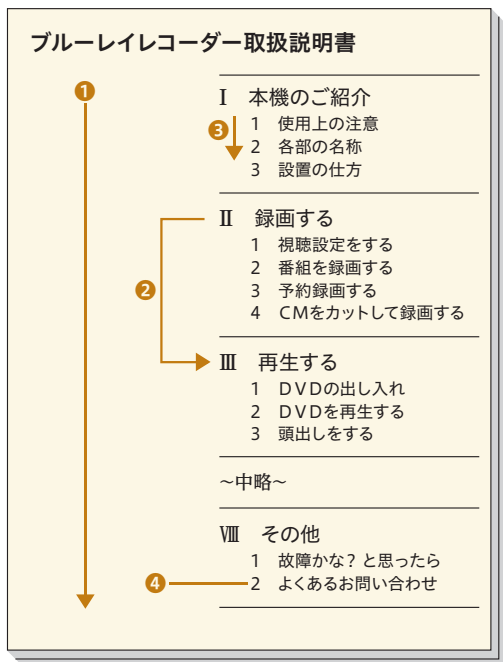 ブルーレイレコーダー取扱説明書
❶
Ⅰ 本機のご紹介
❸
1 使用上の注意
2 各部の名称
3 設置の仕方
Ⅱ 録画する
1 視聴設定をする
2 番組を録画する
❷
3 予約録画する
4 CMをカットして録画する
Ⅲ 再生する
1 DVDの出し入れ
2 DVDを再生する
3 頭出しをする
~中略~
Ⅷ その他
1 故障かな? と思ったら
❹
2 よくあるお問い合わせ